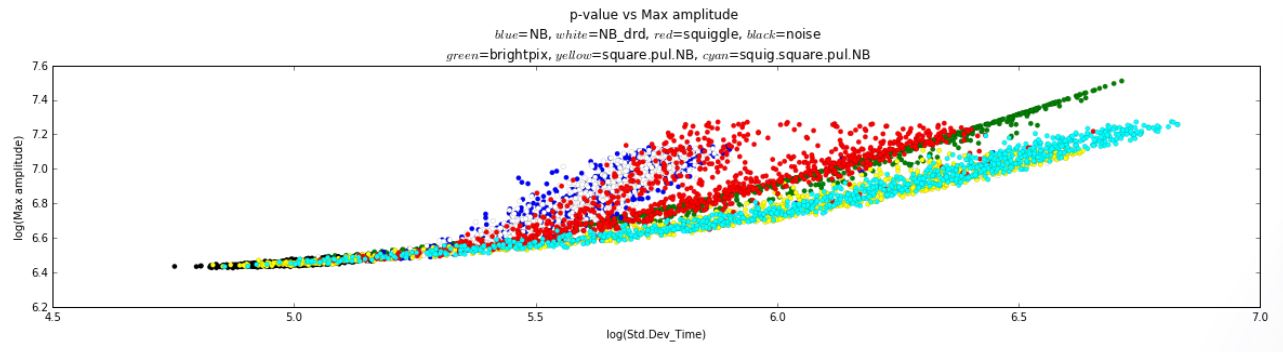 p-value vs Max amplitude
blue=NB, white=NB_drd, red=squiggle, black=noise
green=brightpix, yellow=square.pul.NB, cyan=squig.square.pul.NB
7.6
7.4
7.2
7.0
6.8
6.6
6.4
6.2
log(Max amplitude)
4.5 5.0 5.5 6.0 6.5 7.0
log(Std.Dev_Time)